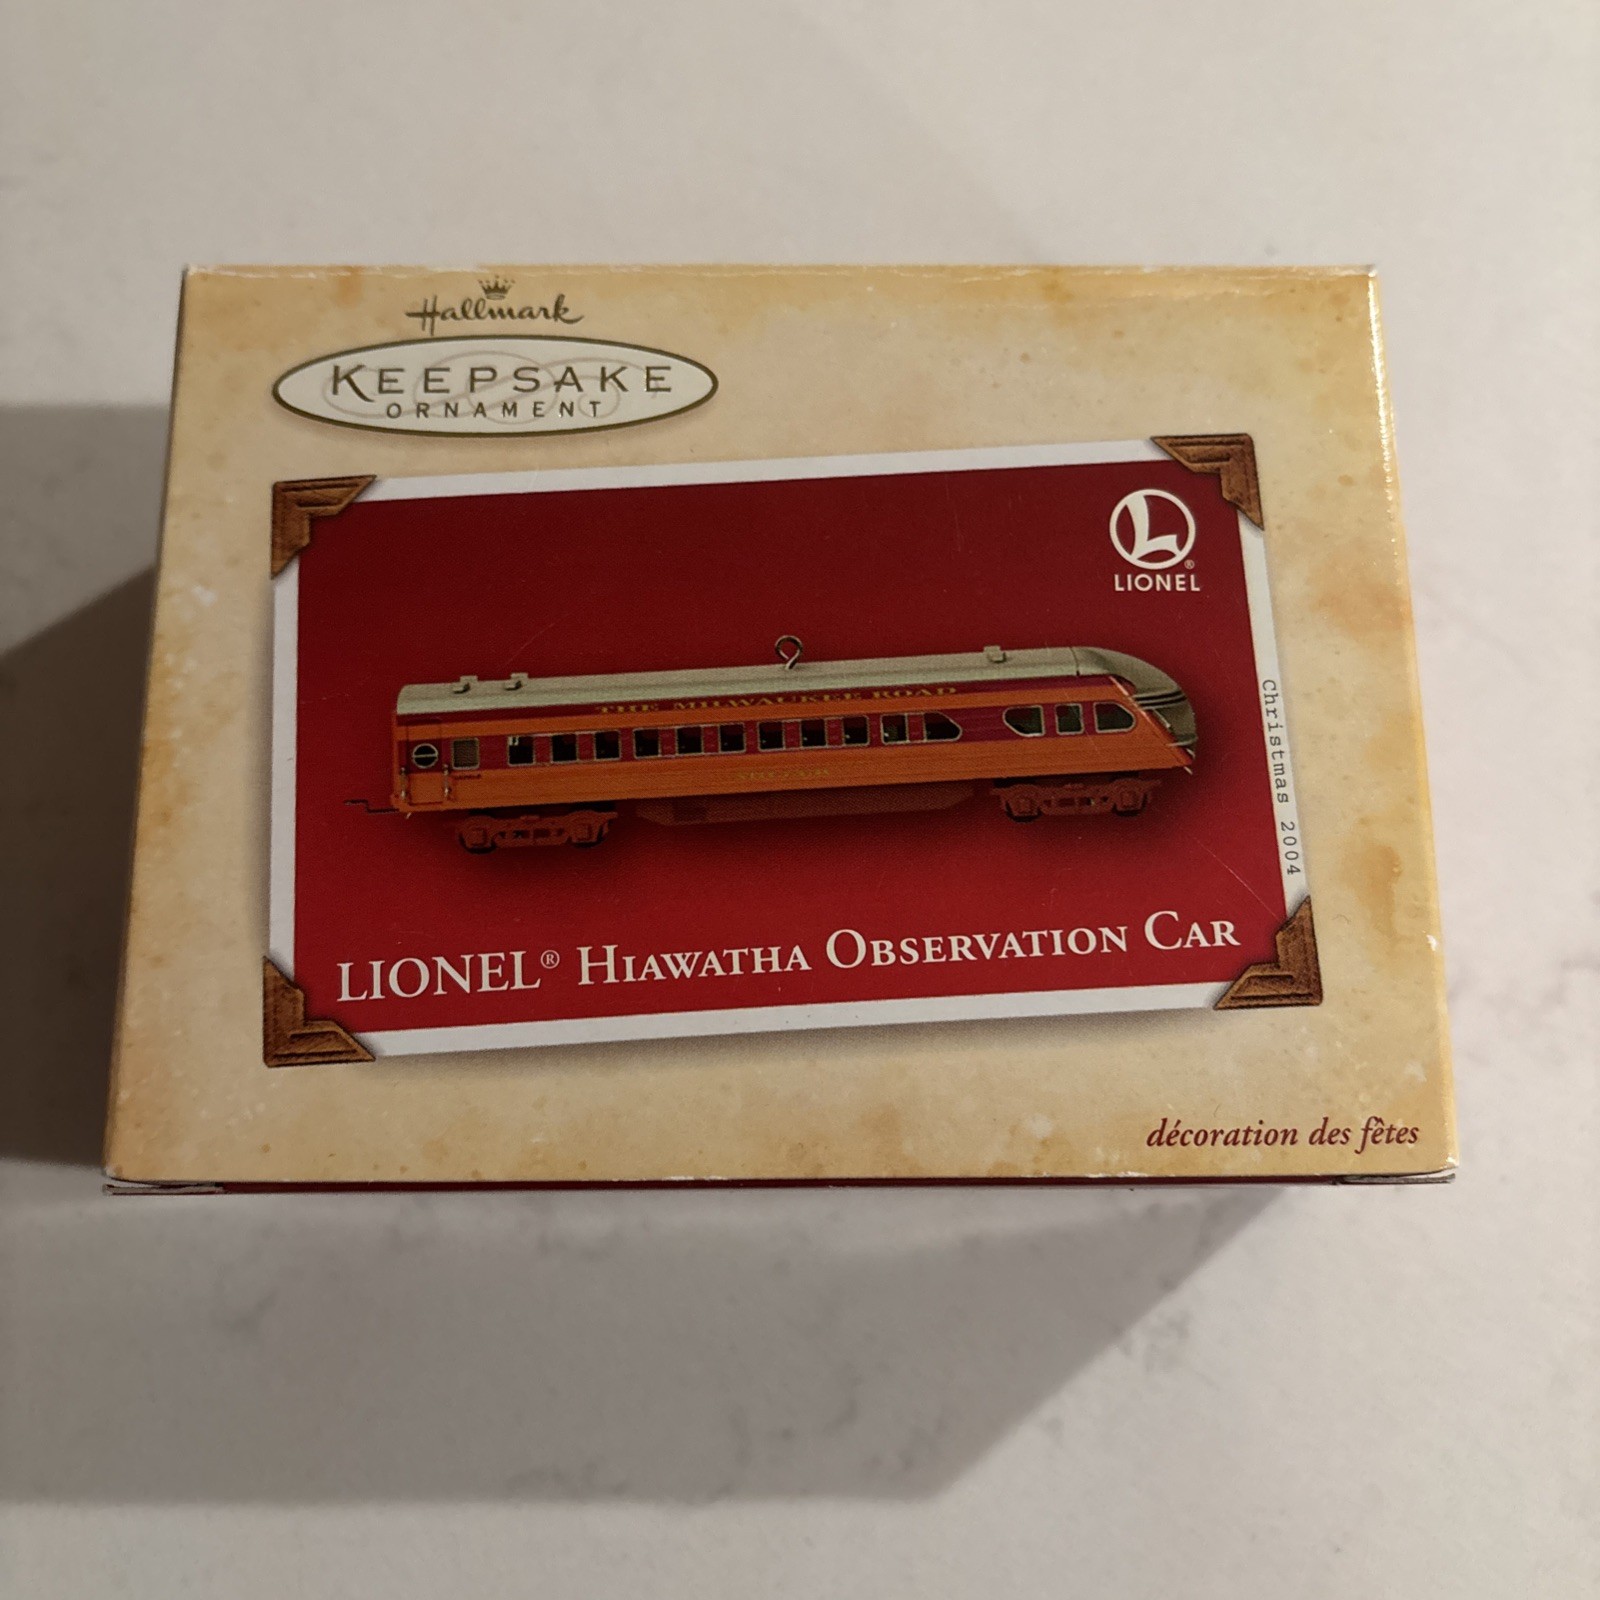 Hallmark
KEEPSAKE
ORNAMENT
L®
LIONEL
THE MILWAUKEE ROAD
Christmas 2004
LIONEL® HIAWATHA OBSERVATION CAR
décoration des fêtes